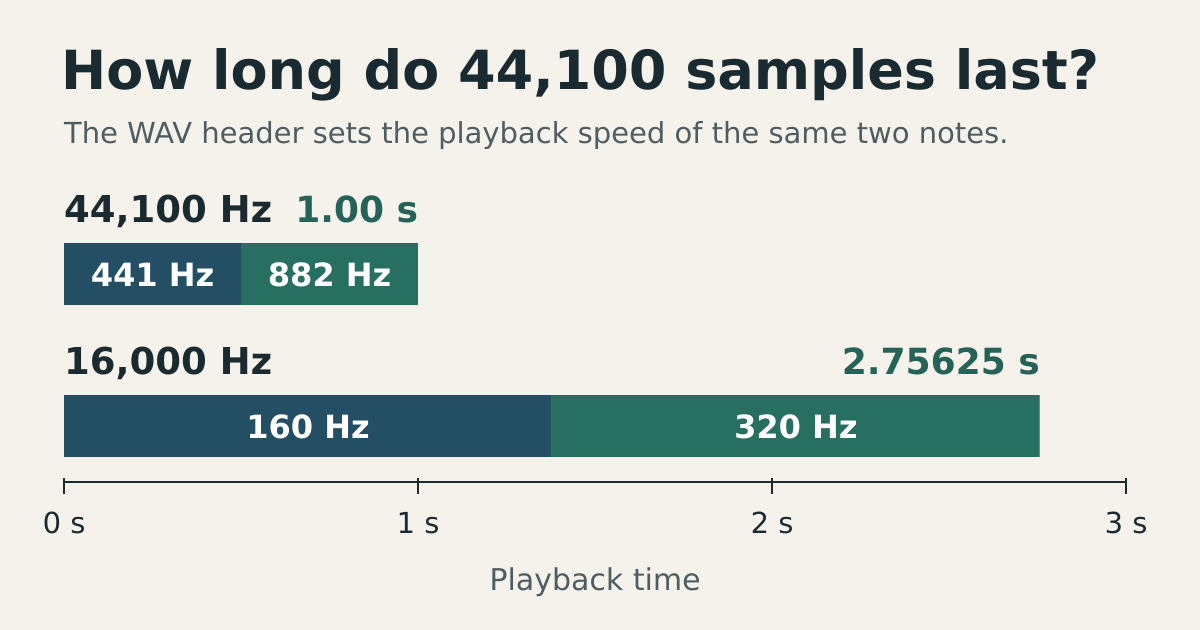 How long do 44,100 samples last?
The WAV header sets the playback speed of the same two notes.
44,100 Hz 1.00 s
441 Hz 882 Hz
16,000 Hz 2.75625 s
160 Hz 320 Hz
0 s 1 s 2 s 3 s
Playback time